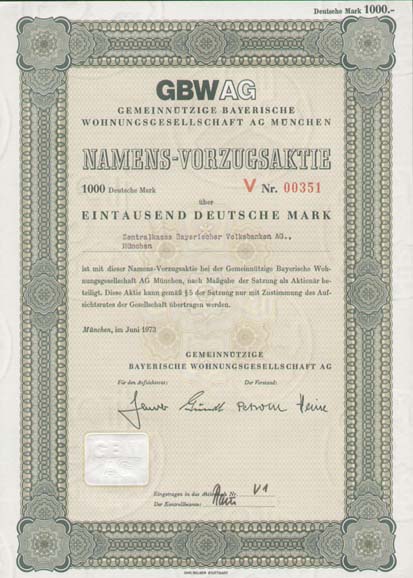 Deutsche Mark 1000.-
GBWAG
GEMEINNÜTZIGE BAYERISCHE
WOHNUNGSGESELLSCHAFT AG MÜNCHEN
NAMENS-VORZUGSAKTIE
1000 Deutsche Mark V Nr. 00351
über
EINTAUSEND DEUTSCHE MARK
Zentralkasse Bayerischer Volksbanken AG.,
München
ist mit dieser Namens-Vorzugsaktie bei der Gemeinnützige Bayerische Woh-
nungsgesellschaft AG München, nach Maßgabe der Satzung als Aktionär be-
teiligt. Diese Aktie kann gemäß § 5 der Satzung nur mit Zustimmung des Auf-
sichtsrates der Gesellschaft übertragen werden.
München, im Juni 1973
GEMEINNÜTZIGE
BAYERISCHE WOHNUNGSGESELLSCHAFT AG
Für den Aufsichtsrat: Der Vorstand:
GBW
AG
Eingetragen in das Aktienbuch Nr. V1
Der Kontrollbeamte: